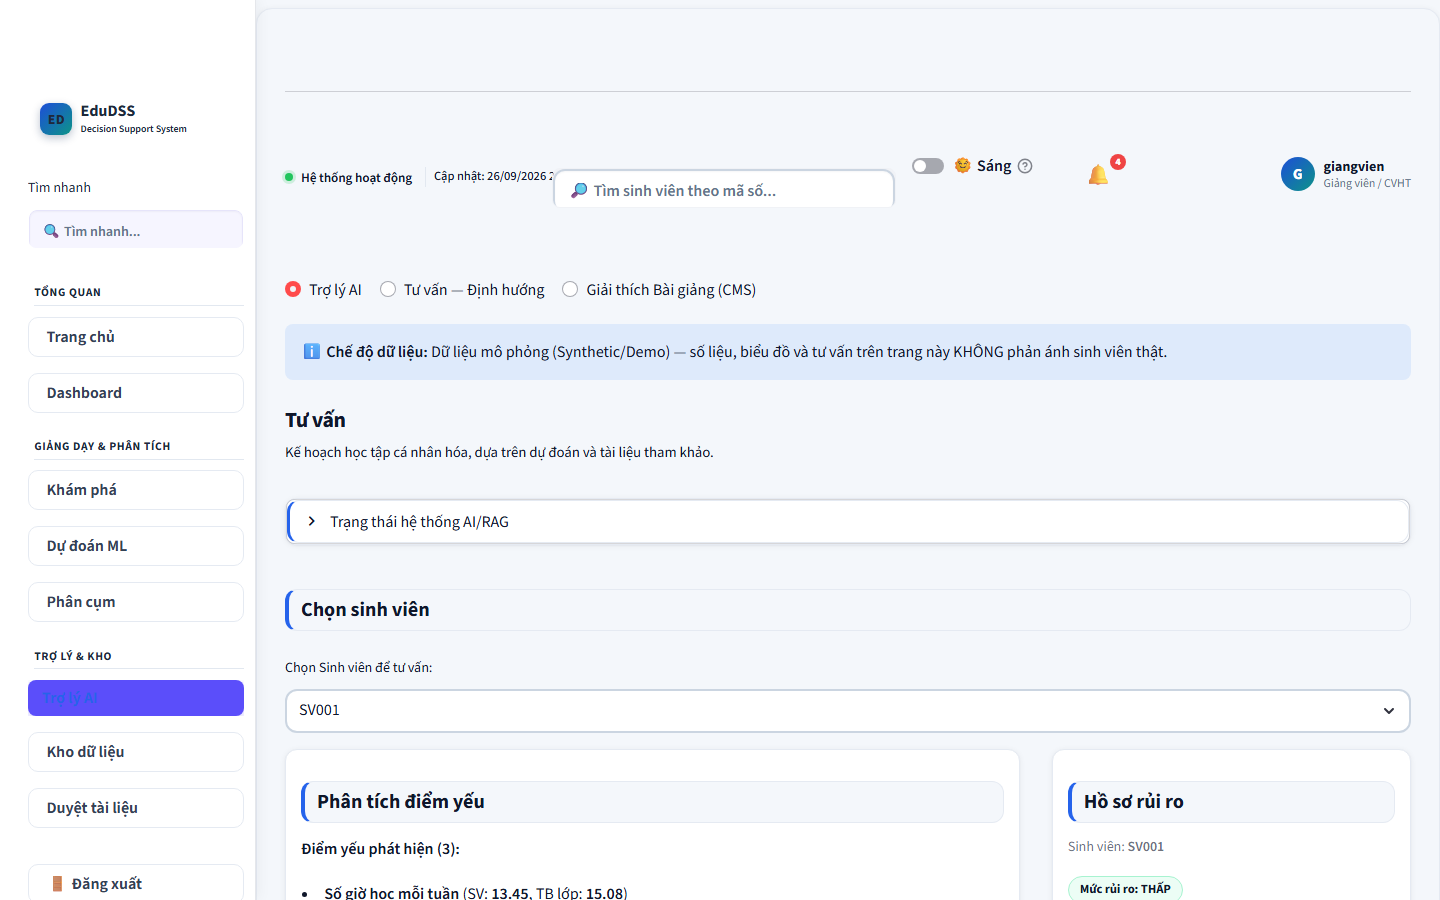 ED
EduDSS
Decision Support System
Tìm nhanh
Tìm nhanh...
TỔNG QUAN
Trang chủ
Dashboard
GIẢNG DẠY & PHÂN TÍCH
Khám phá
Dự đoán ML
Phân cụm
TRỢ LÝ & KHO
Trợ lý AI
Kho dữ liệu
Duyệt tài liệu
Đăng xuất
Hệ thống hoạt động
Cập nhật: 26/09/2026 2
Tìm sinh viên theo mã số...
Sáng
4
G
giangvien
Giảng viên / CVHT
Trợ lý AI
Tư vấn — Định hướng
Giải thích Bài giảng (CMS)
Chế độ dữ liệu: Dữ liệu mô phỏng (Synthetic/Demo) — số liệu, biểu đồ và tư vấn trên trang này KHÔNG phản ánh sinh viên thật.
Tư vấn
Kế hoạch học tập cá nhân hóa, dựa trên dự đoán và tài liệu tham khảo.
Trạng thái hệ thống AI/RAG
Chọn sinh viên
Chọn Sinh viên để tư vấn:
SV001
Phân tích điểm yếu
Điểm yếu phát hiện (3):
Số giờ học mỗi tuần (SV: 13.45, TB lớp: 15.08)
Hồ sơ rủi ro
Sinh viên: SV001
Mức rủi ro: THẤP